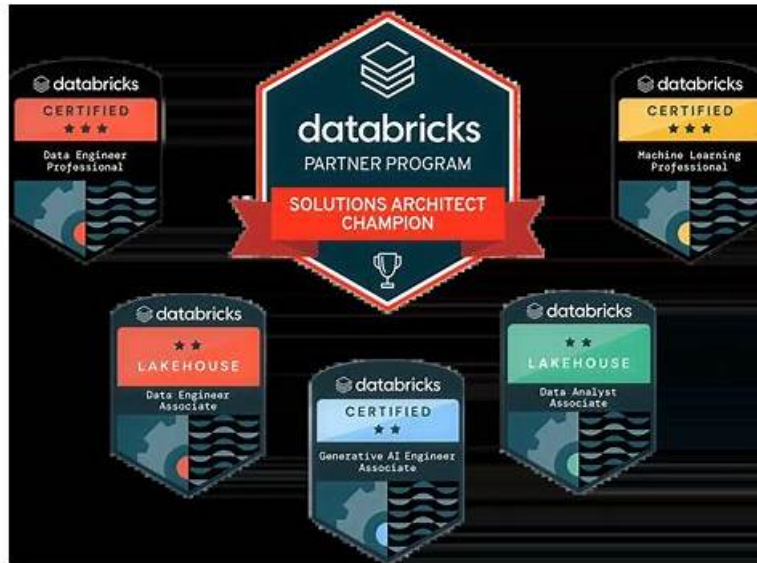 databricks
CERTIFIED
Data Engineer
Professional
databricks
PARTNER PROGRAM
SOLUTIONS ARCHITECT
CHAMPION
databricks
CERTIFIED
Machine Learning
Professional
databricks
LAKEHOUSE
Data Engineer
Associate
databricks
CERTIFIED
Generative AI Engineer
Associate
databricks
LAKEHOUSE
Data Analyst
Associate